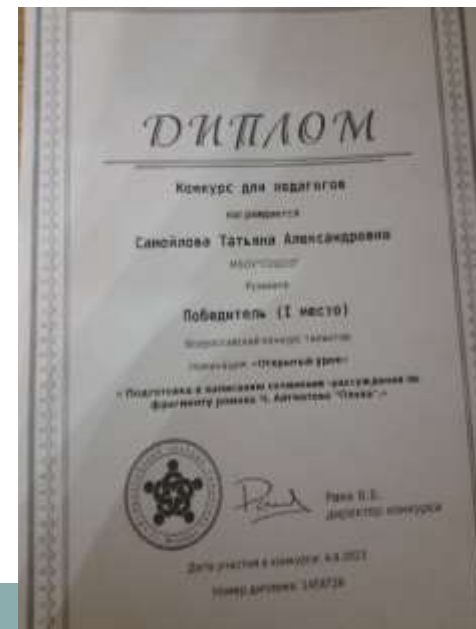 ДИПЛОМ
Конкурс для педагогов
награждается
Самойлова Татьяна Александровна
Победитель (I место)
Всероссийский конкурс талантов
Номинация: «Открытый урок»
« Подготовка к написанию сочинения -рассуждения по
фрагменту романа Ч. Айтматова "Плаха".»
директор конкурса
Дата участия в конкурсе:
Номер диплома: